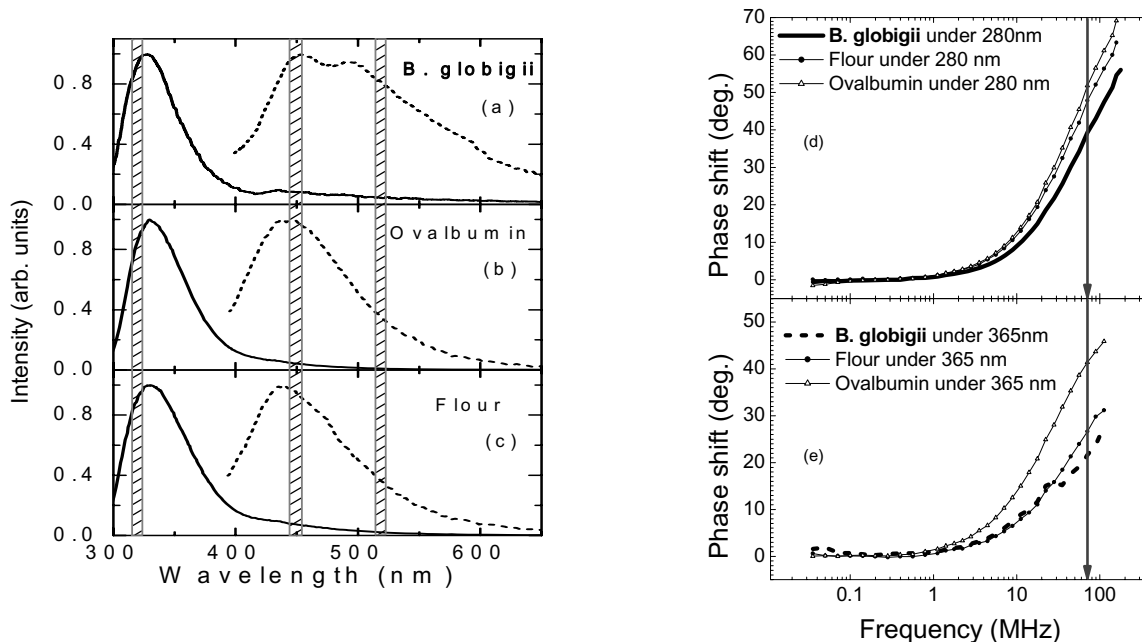 B. globigii
(a)
0.8
0.4
0.0
Ovalbumin
(b)
0.8
0.4
0.0
Flour
(c)
0.8
0.4
0.0
300 400 500 600
Wavelength (nm)
Intensity (arb. units)
70
60
50
40
30
20
10
0
B. globigii under 280nm
Flour under 280 nm
Ovalbumin under 280 nm
(d)
Phase shift (deg.)
50
40
30
20
10
0
B. globigii under 365nm
Flour under 365 nm
Ovalbumin under 365 nm
(e)
Phase shift (deg.)
0.1 1 10 100
Frequency (MHz)